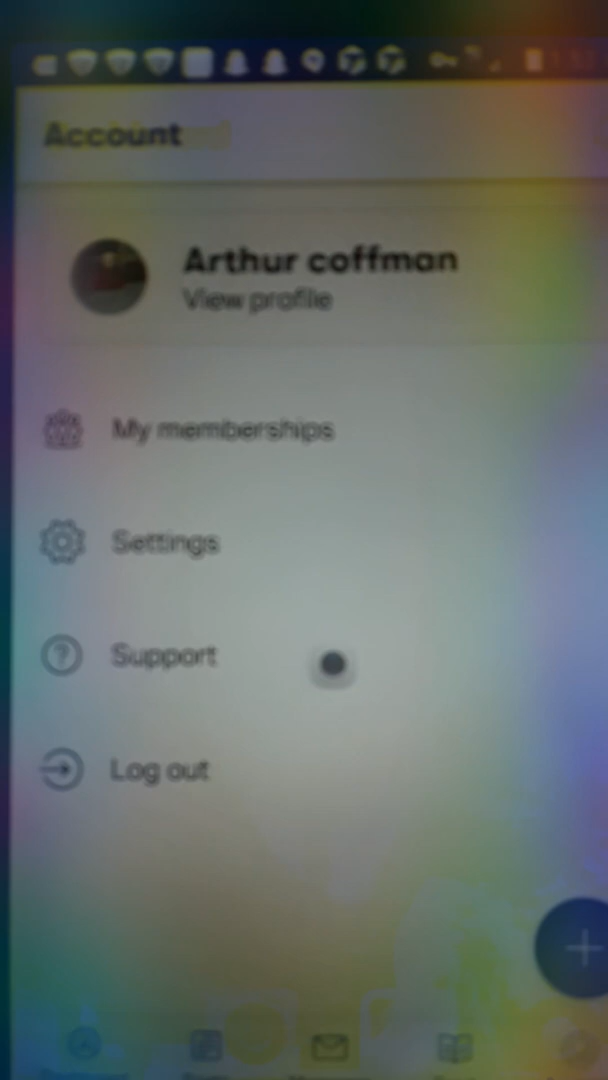 Account
Arthur coffman
View profile
My memberships
Settings
Support
Log out